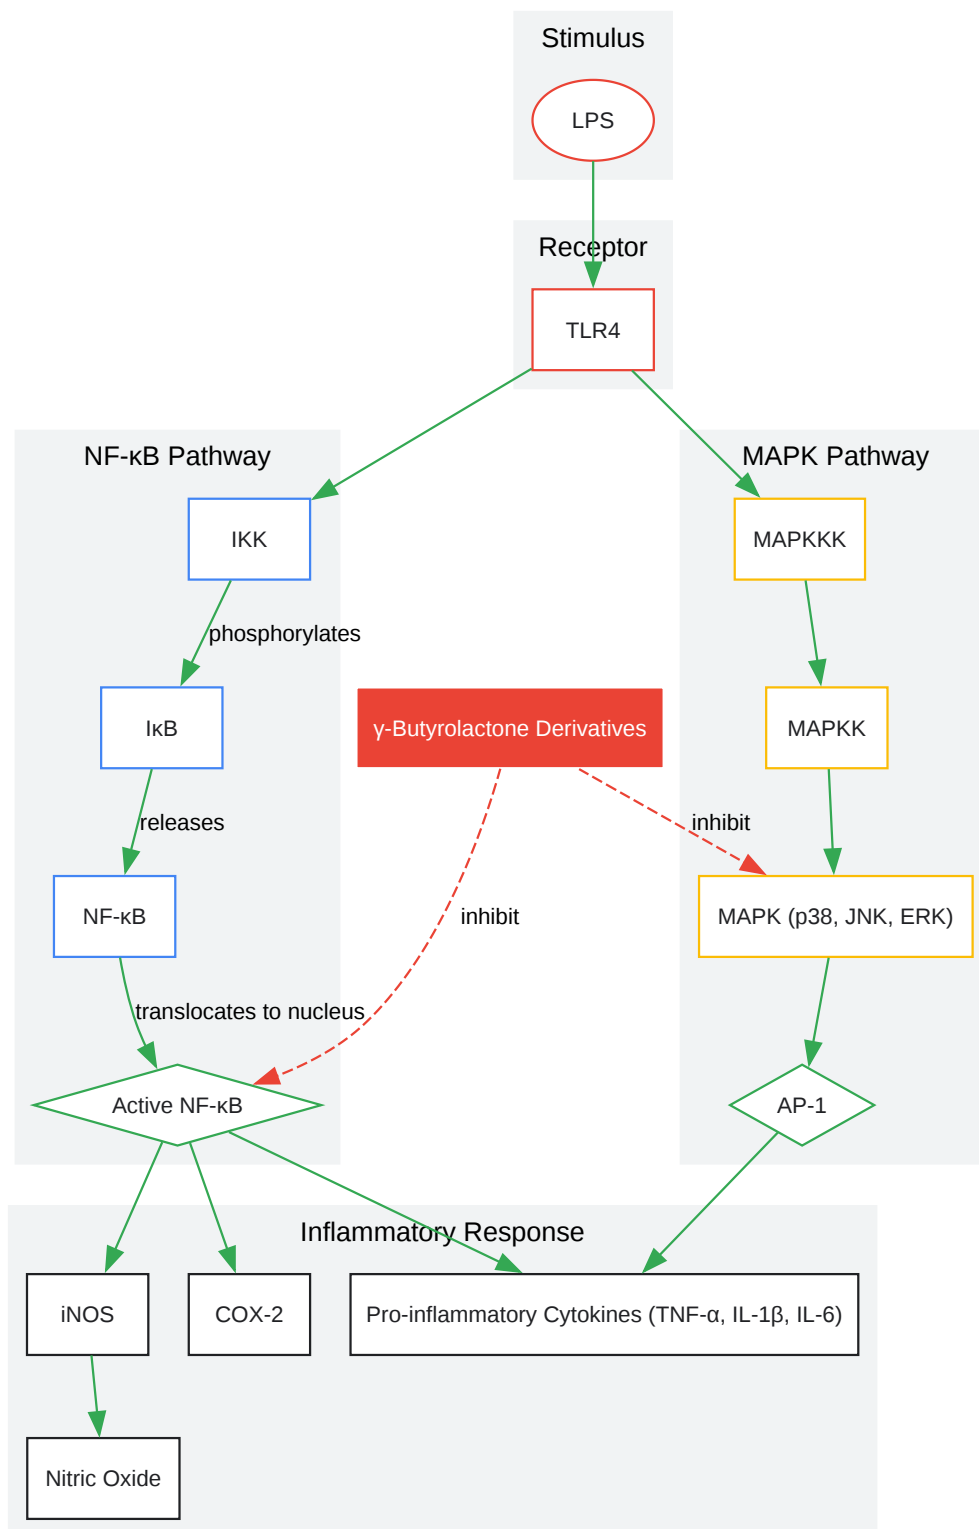 Stimulus
LPS
Receptor
TLR4
NF-κB Pathway
MAPK Pathway
IKK
MAPKKK
phosphorylates
IκB
γ-Butyrolactone Derivatives
MAPKK
releases
inhibit
NF-κB
inhibit
MAPK (p38, JNK, ERK)
translocates to nucleus
Active NF-κB
AP-1
Inflammatory Response
iNOS
COX-2
Pro-inflammatory Cytokines (TNF-α, IL-1β, IL-6)
Nitric Oxide